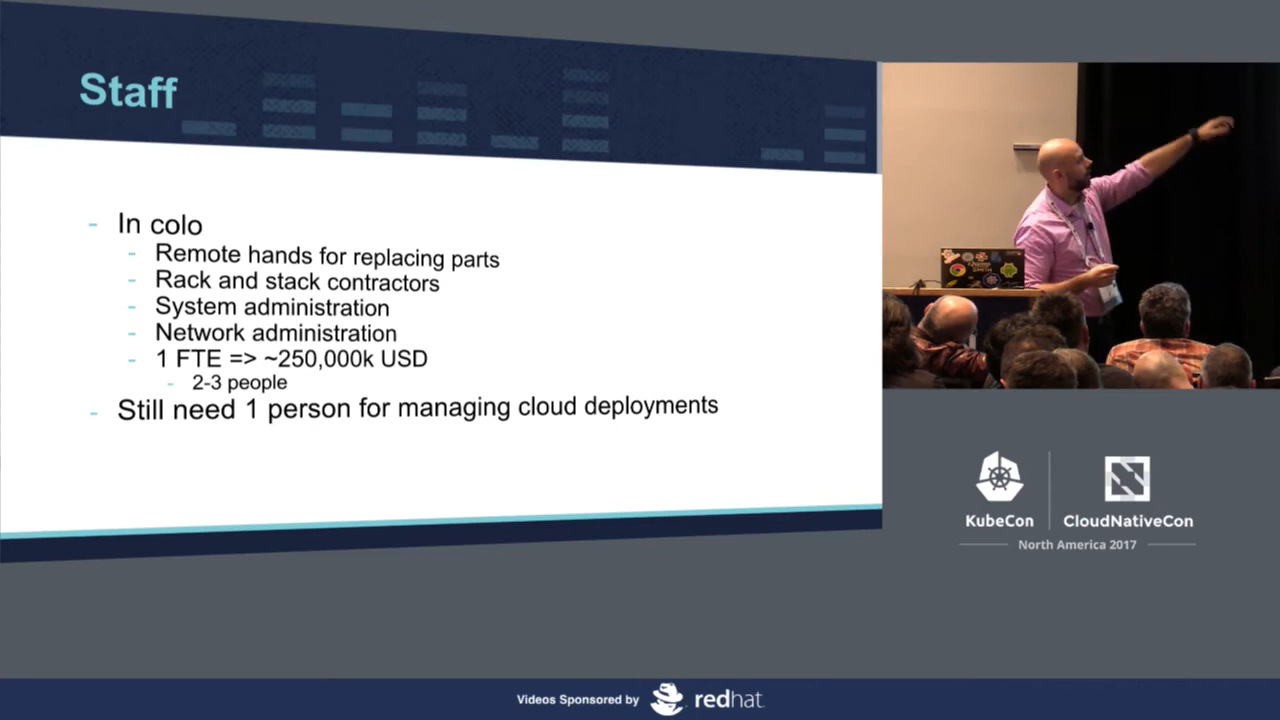 Staff
- In colo
- Remote hands for replacing parts
- Rack and stack contractors
- System administration
- Network administration
- 1 FTE => ~250,000k USD
- 2-3 people
- Still need 1 person for managing cloud deployments
KubeCon
CloudNativeCon
North America 2017
Videos Sponsored by redhat